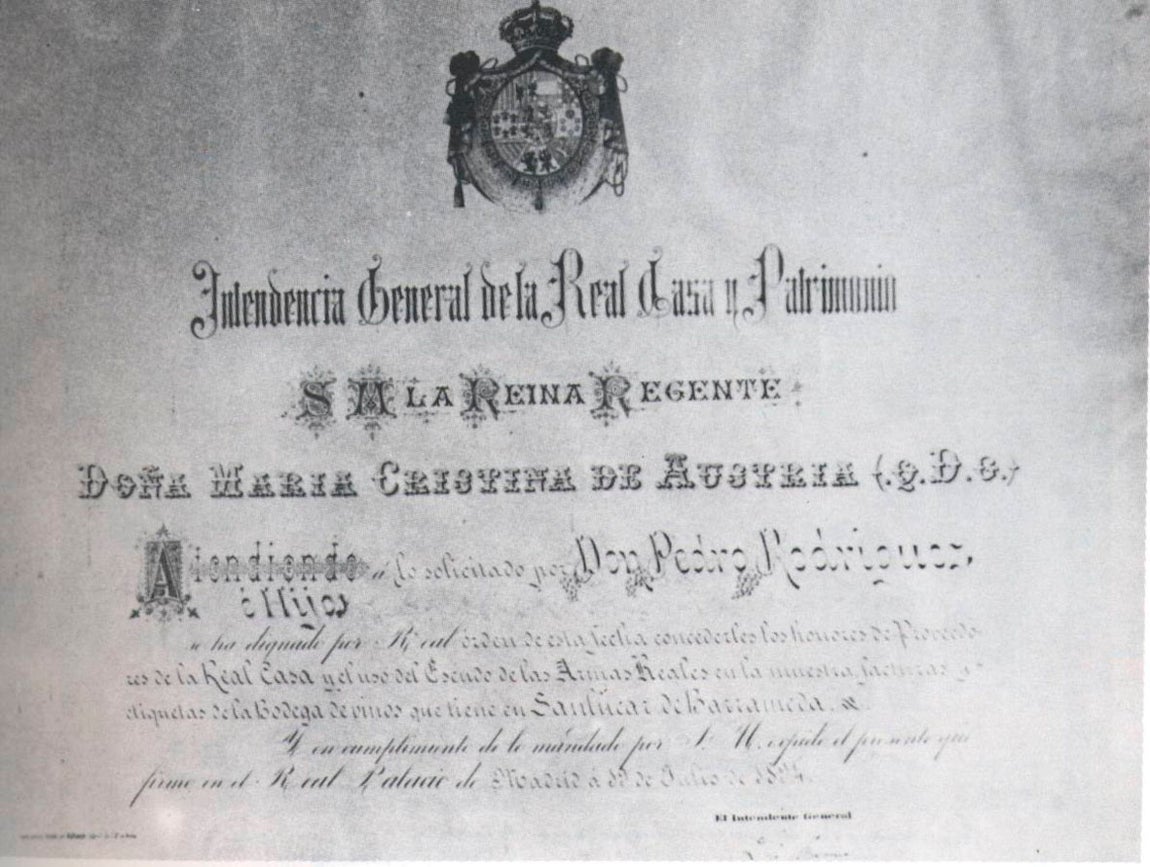 Intendencia General de la Real Casa y Patrimonio
S M LA REINA REGENTE
DOÑA MARIA CRISTINA DE AUSTRIA (.q.D.G.)
Atendiendo á lo solicitado por Don Pedro Rodriguez,
é Hijos
se ha dignado por Real órden de esta fecha concederles los honores de Proveedo-
res de la Real Casa y el uso del Escudo de las Armas Reales en la muestra, facturas y
etiquetas de la Bodega de vinos que tiene en Sanlúcar de Barrameda.
Y en cumplimiento de lo mandado por S. M. expido el presente que
firmo en el Real Palacio de Madrid á de Julio de
El Intendente General